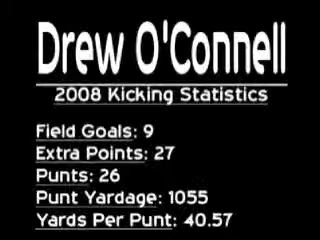 Drew O'Connell
2008 Kicking Statistics
Field Goals: 9
Extra Points: 27
Punts: 26
Punt Yardage: 1055
Yards Per Punt: 40.57